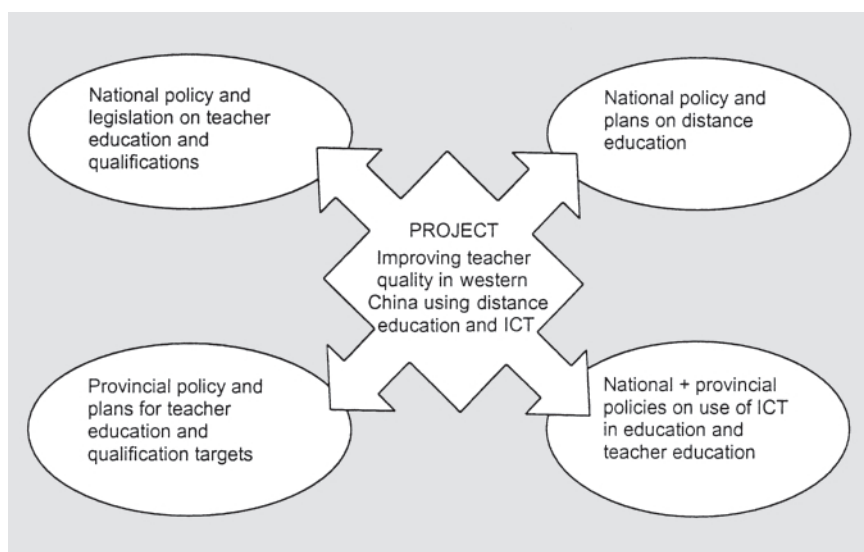 National policy and
legislation on teacher
education and
qualifications
National policy and
plans on distance
education
PROJECT
Improving teacher
quality in western
China using distance
education and ICT
Provincial policy and
plans for teacher
education and
qualification targets
National + provincial
policies on use of ICT
in education and
teacher education